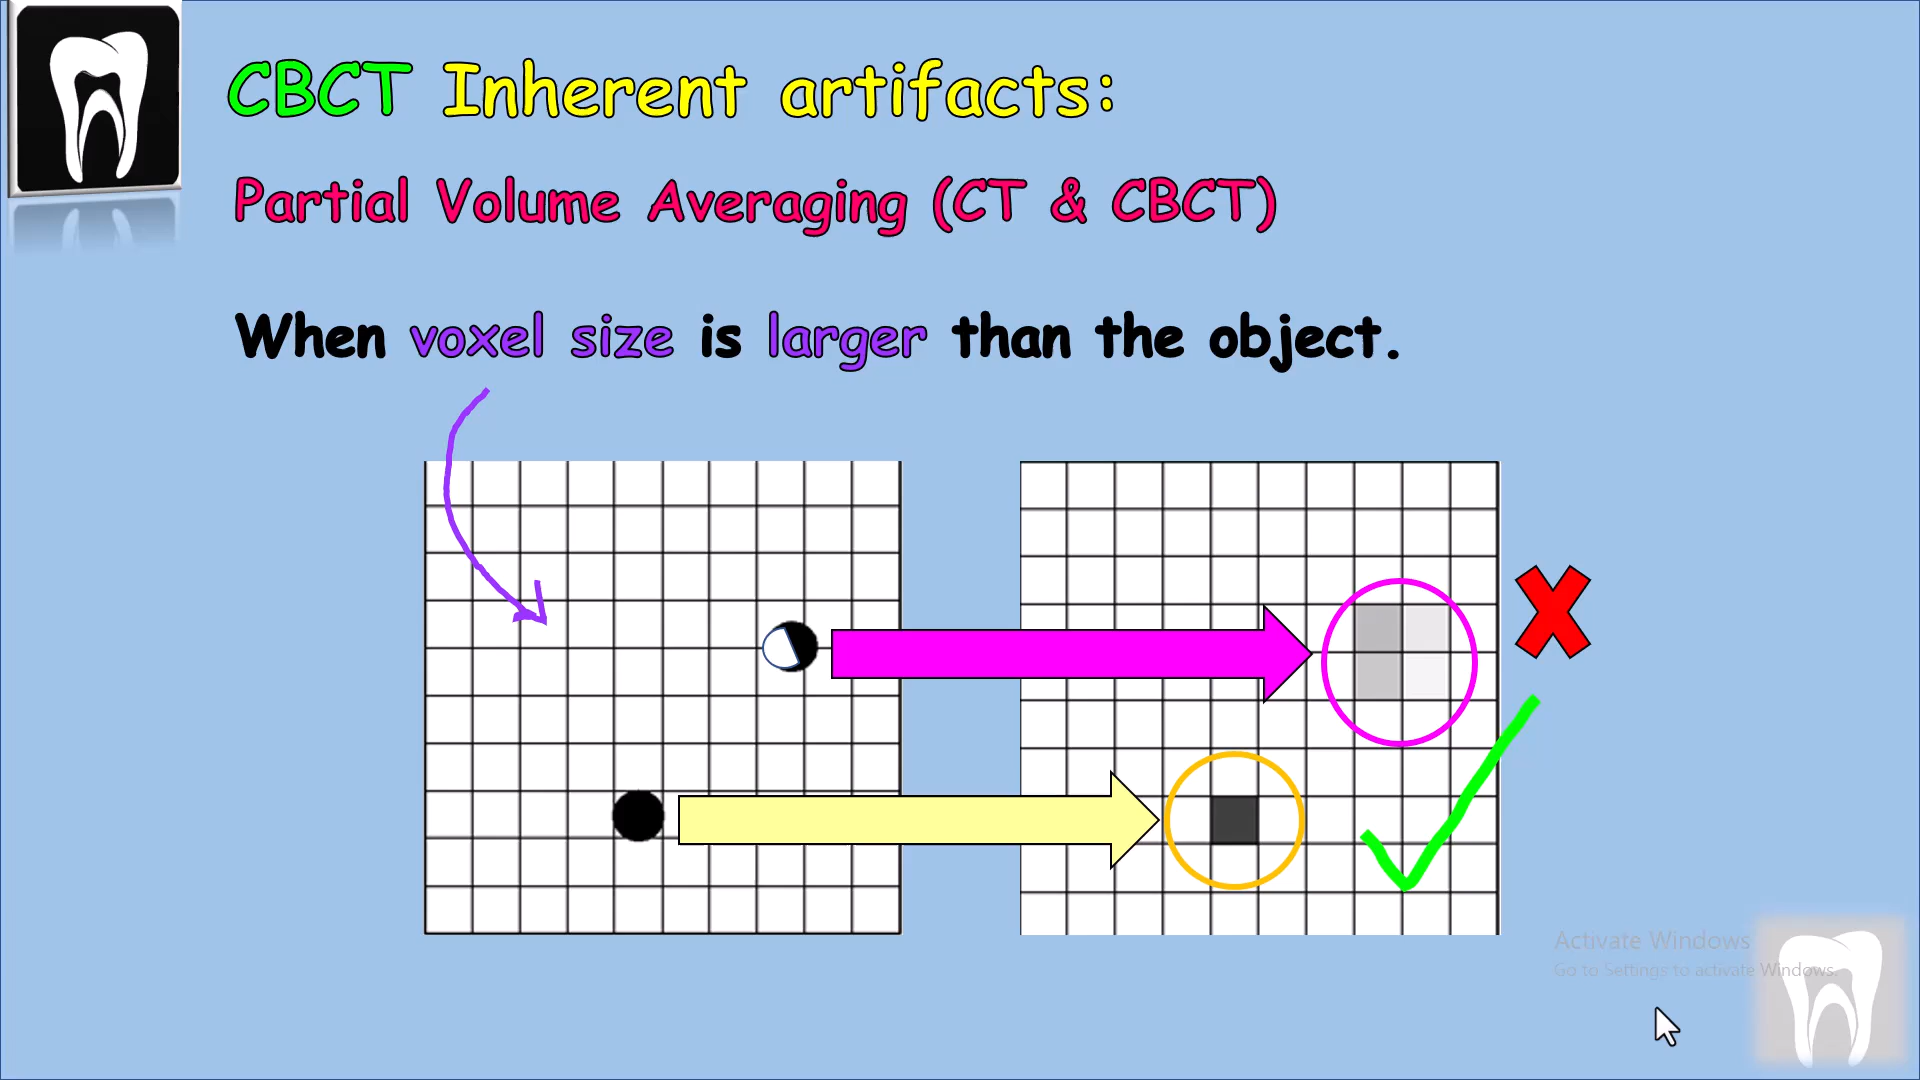 CBCT Inherent artifacts:
Partial Volume Averaging (CT & CBCT)
When voxel size is larger than the object.
Activate Windows
Go to Settings to activate Windows.